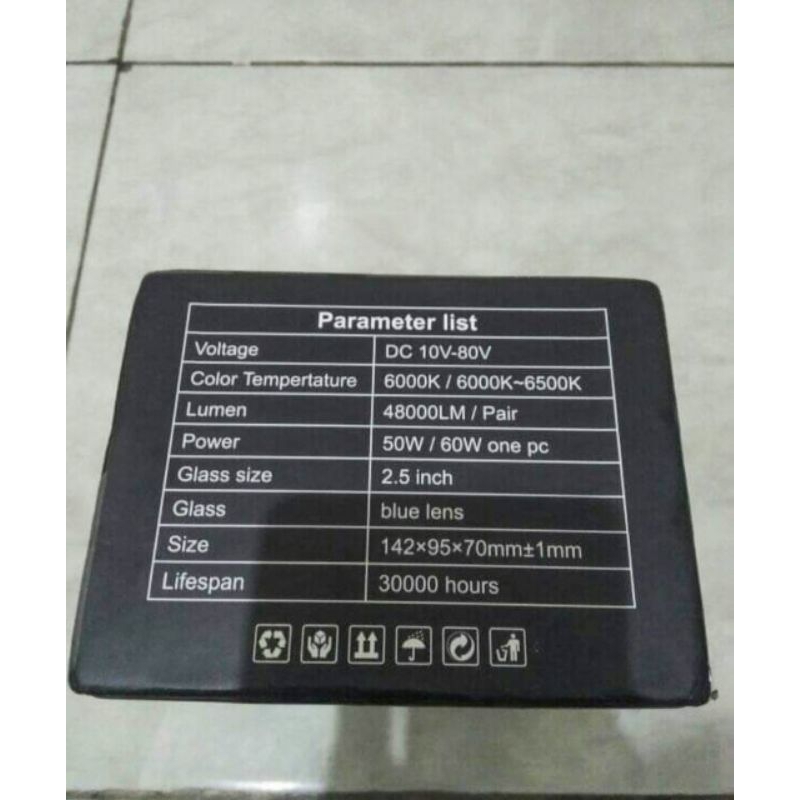 Parameter list
Voltage DC 10V-80V
Color Tempertature 6000K / 6000K~6500K
Lumen 48000LM / Pair
Power 50W / 60W one pc
Glass size 2.5 inch
Glass blue lens
Size 142×95×70mm±1mm
Lifespan 30000 hours